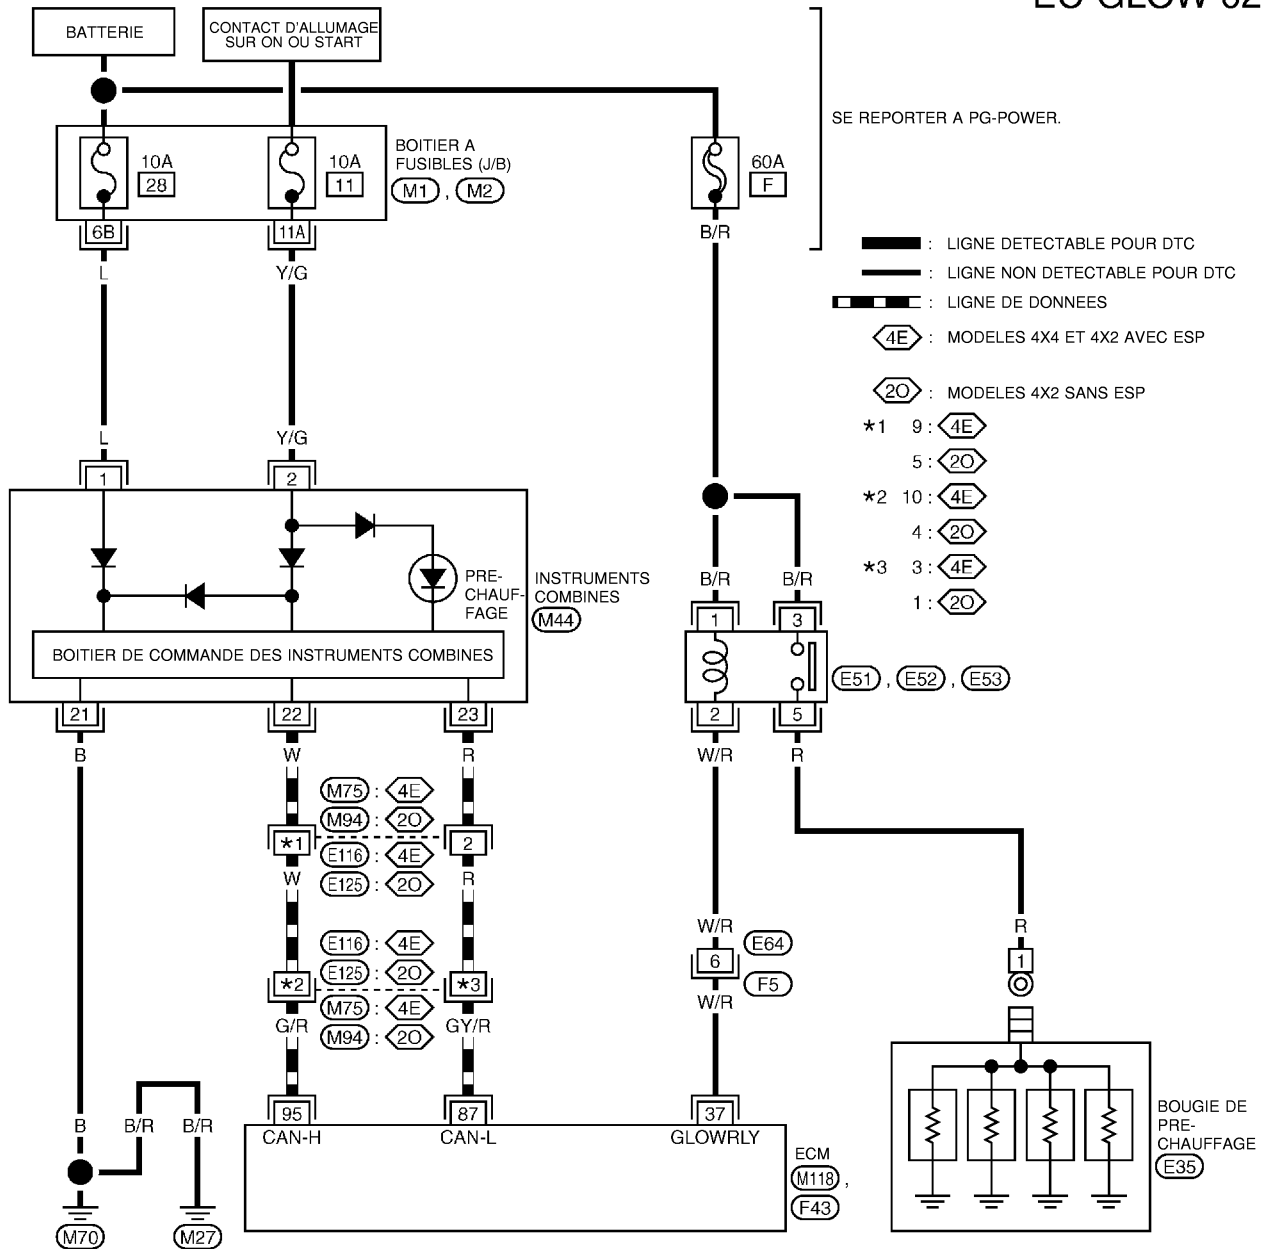 EC-GLOW-02
BATTERIE
CONTACT D'ALLUMAGE
SUR ON OU START
SE REPORTER A PG-POWER.
10A
28
10A
11
BOITIER A
FUSIBLES (J/B)
M1 , M2
60A
F
6B
11A
B/R
L
Y/G
: LIGNE DETECTABLE POUR DTC
: LIGNE NON DETECTABLE POUR DTC
: LIGNE DE DONNEES
4E : MODELES 4X4 ET 4X2 AVEC ESP
2O : MODELES 4X2 SANS ESP
*1 9 : 4E
5 : 2O
*2 10 : 4E
4 : 2O
*3 3 : 4E
1 : 2O
L
Y/G
1
2
PRE-
CHAUF-
FAGE
INSTRUMENTS
COMBINES
M44
BOITIER DE COMMANDE DES INSTRUMENTS COMBINES
B/R
B/R
1
3
E51 , E52 , E53
2
5
W/R
R
21
22
23
B
W
R
M75 : 4E
M94 : 2O
*1
2
E116 : 4E
E125 : 2O
W
R
E116 : 4E
E125 : 2O
*2
*3
M75 : 4E
M94 : 2O
G/R
GY/R
W/R
6
E64
F5
W/R
R
1
95
87
37
CAN-H
CAN-L
GLOWRLY
ECM
M118 ,
F43
B
B/R
B/R
M70
M27
BOUGIE DE
PRE-
CHAUFFAGE
E35